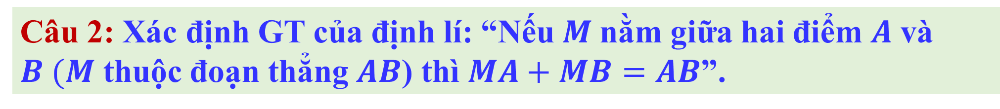 Câu 2: Xác định GT của định lí: “Nếu M nằm giữa hai điểm A và
B (M thuộc đoạn thẳng AB) thì MA + MB = AB”.